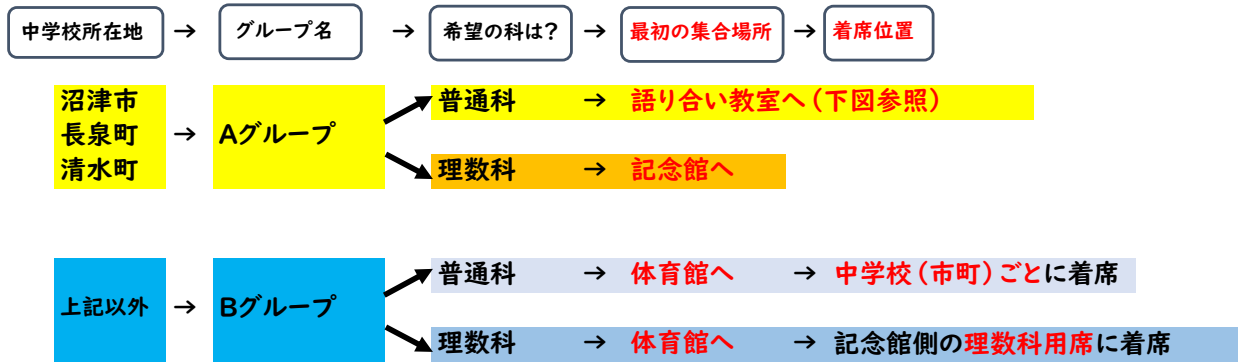 中学校所在地 → グループ名 → 希望の科は? → 最初の集合場所 → 着席位置
沼津市
長泉町 → Aグループ
清水町
普通科 → 語り合い教室へ(下図参照)
理数科 → 記念館へ
上記以外 → Bグループ
普通科 → 体育館へ → 中学校(市町)ごとに着席
理数科 → 体育館へ → 記念館側の理数科用席に着席